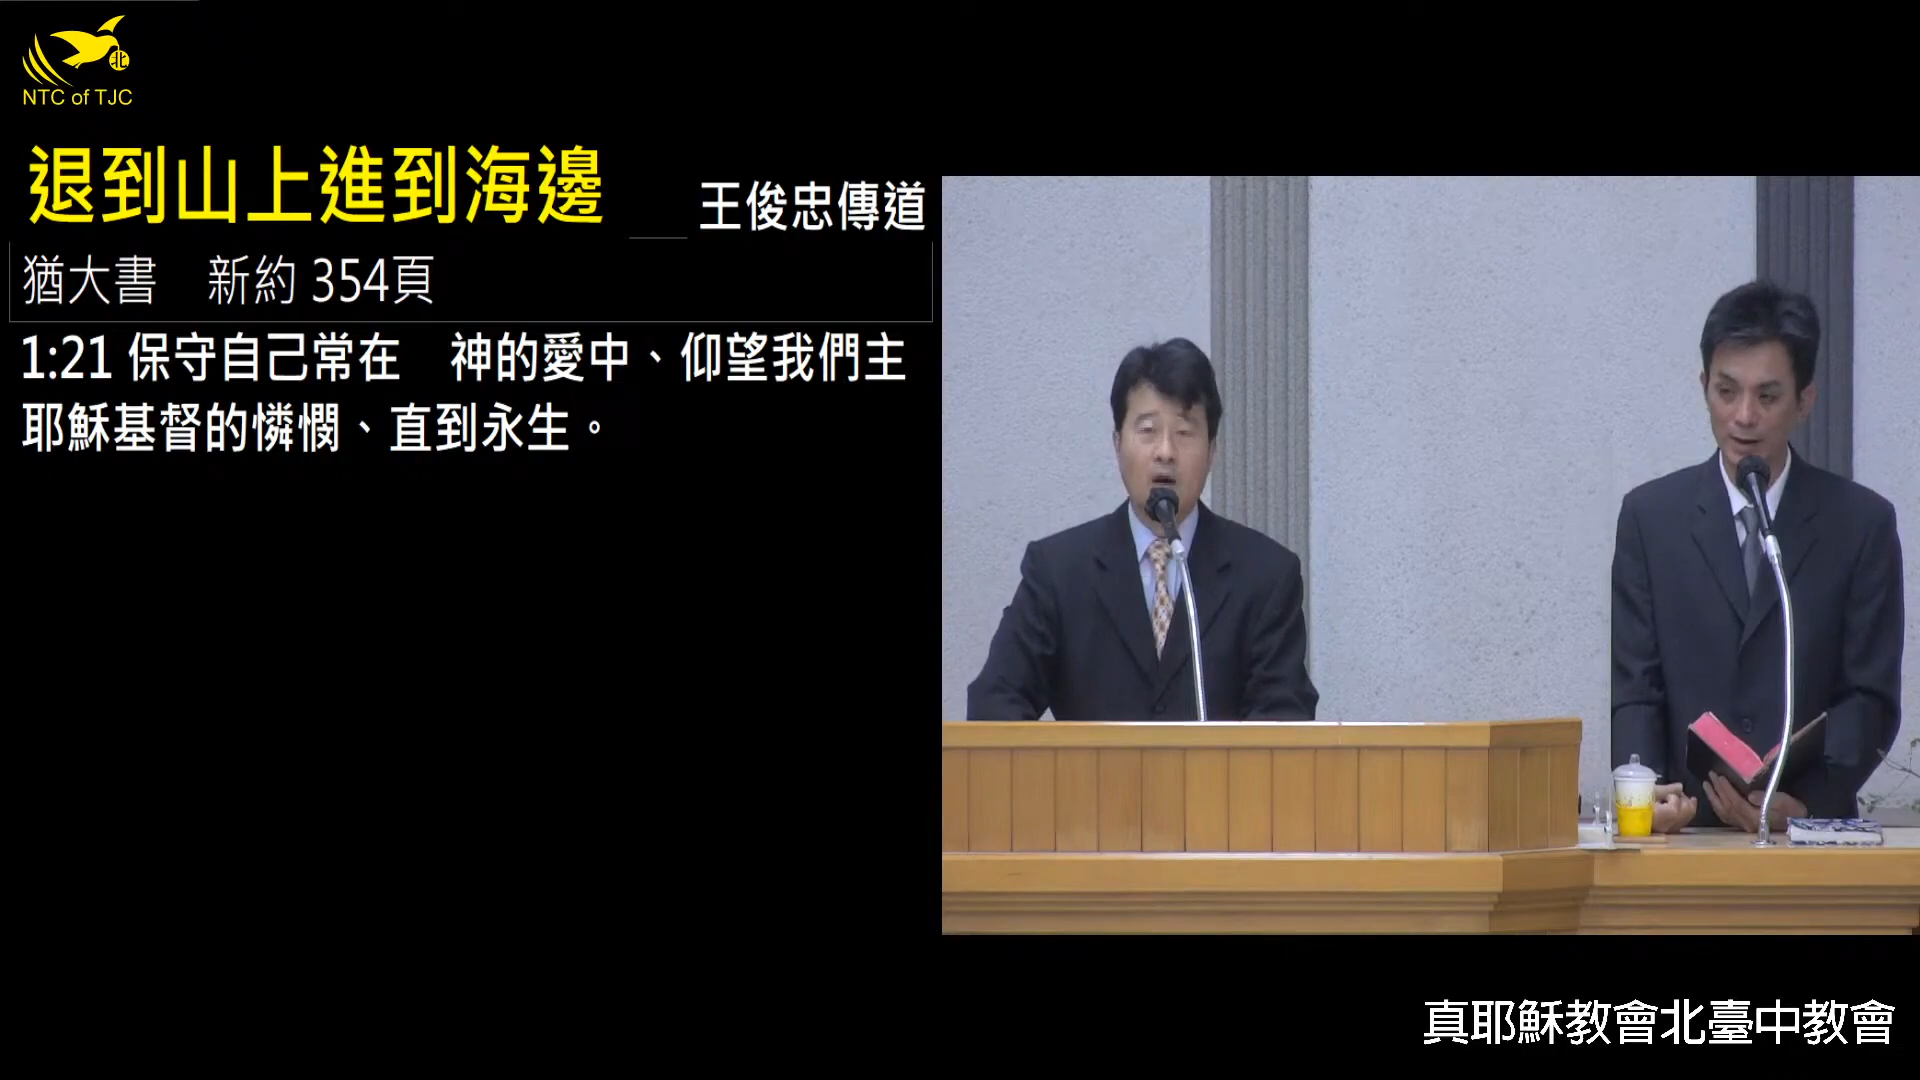 北
NTC of TJC
退到山上進到海邊
王俊忠傳道
猶大書　新約 354頁
1:21 保守自己常在　神的愛中、仰望我們主
耶穌基督的憐憫、直到永生。
真耶穌教會北臺中教會